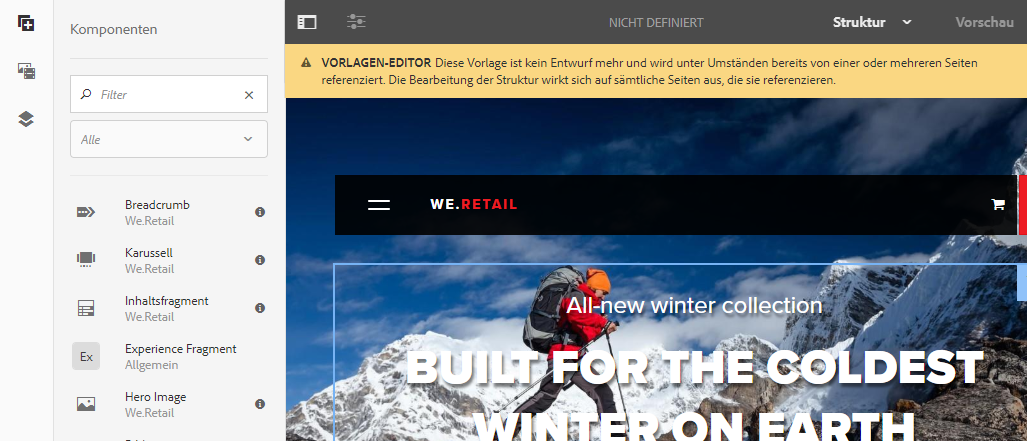 Komponenten
Filter
Alle
Breadcrumb
We.Retail
Karussell
We.Retail
Inhaltsfragment
We.Retail
Ex
Experience Fragment
Allgemein
Hero Image
We.Retail
NICHT DEFINIERT
Struktur
Vorschau
VORLAGEN-EDITOR Diese Vorlage ist kein Entwurf mehr und wird unter Umständen bereits von einer oder mehreren Seiten
referenziert. Die Bearbeitung der Struktur wirkt sich auf sämtliche Seiten aus, die sie referenzieren.
WE.RETAIL
All-new winter collection
BUILT FOR THE COLDEST
WINTER ON EARTH